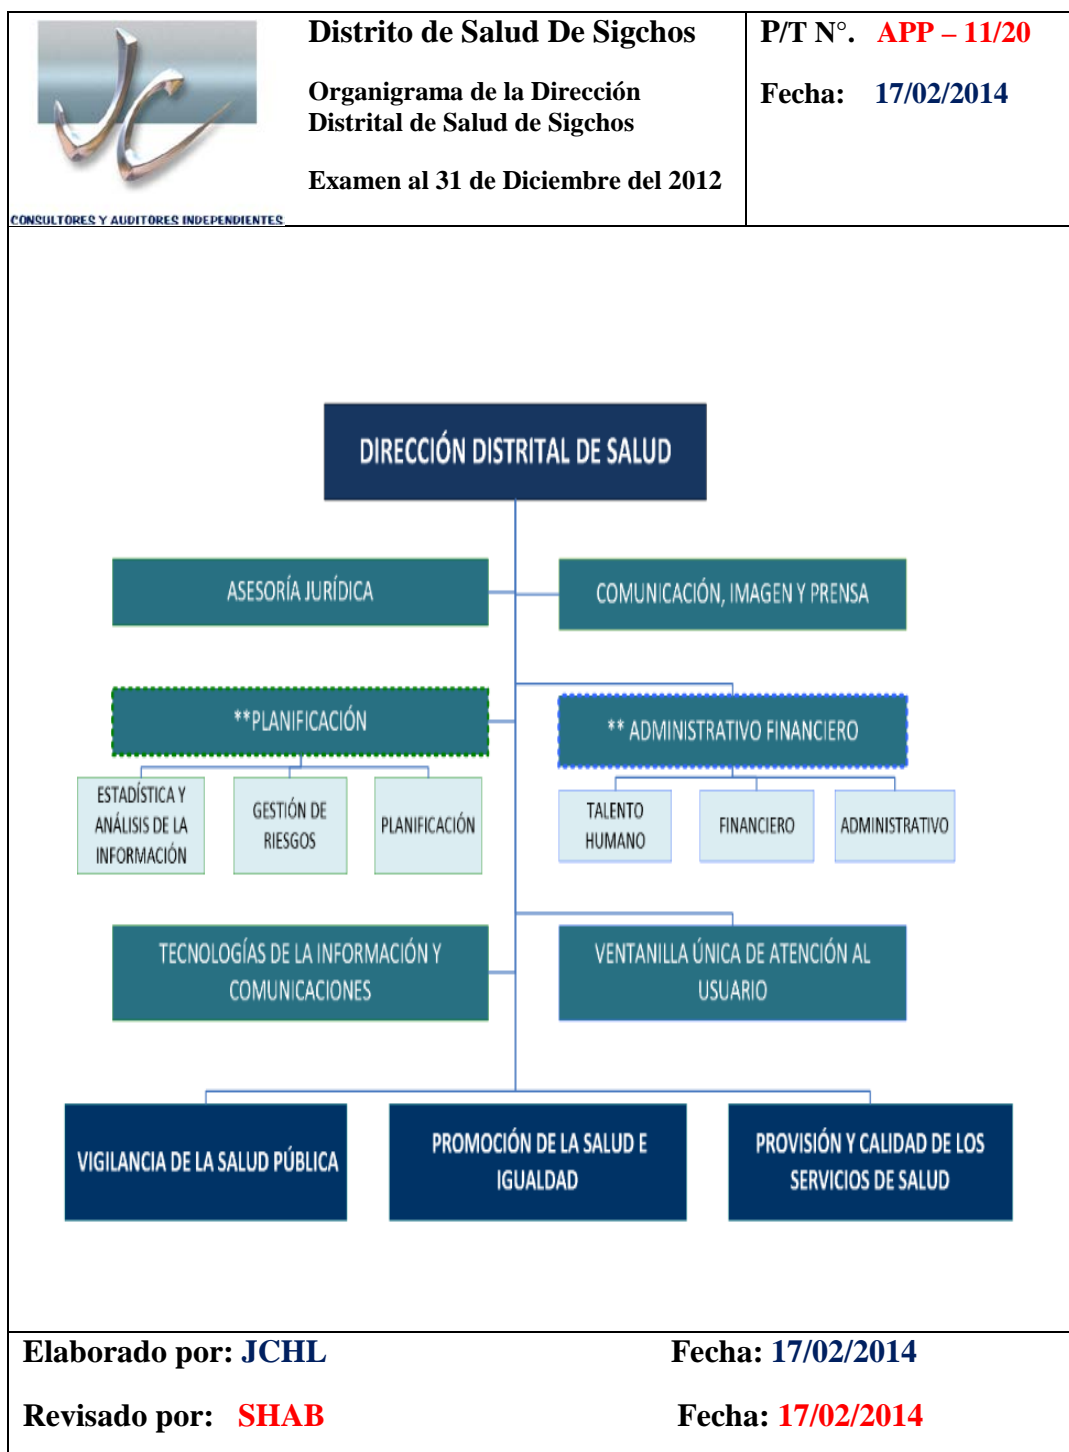 JC
CONSULTORES Y AUDITORES INDEPENDIENTES
Distrito de Salud De Sigchos
Organigrama de la Dirección
Distrital de Salud de Sigchos
Examen al 31 de Diciembre del 2012
P/T N°. APP – 11/20
Fecha: 17/02/2014
DIRECCIÓN DISTRITAL DE SALUD
ASESORÍA JURÍDICA
COMUNICACIÓN, IMAGEN Y PRENSA
**PLANIFICACIÓN
** ADMINISTRATIVO FINANCIERO
ESTADÍSTICA Y
ANÁLISIS DE LA
INFORMACIÓN
GESTIÓN DE
RIESGOS
PLANIFICACIÓN
TALENTO
HUMANO
FINANCIERO
ADMINISTRATIVO
TECNOLOGÍAS DE LA INFORMACIÓN Y
COMUNICACIONES
VENTANILLA ÚNICA DE ATENCIÓN AL
USUARIO
VIGILANCIA DE LA SALUD PÚBLICA
PROMOCIÓN DE LA SALUD E
IGUALDAD
PROVISIÓN Y CALIDAD DE LOS
SERVICIOS DE SALUD
Elaborado por: JCHL
Fecha: 17/02/2014
Revisado por: SHAB
Fecha: 17/02/2014